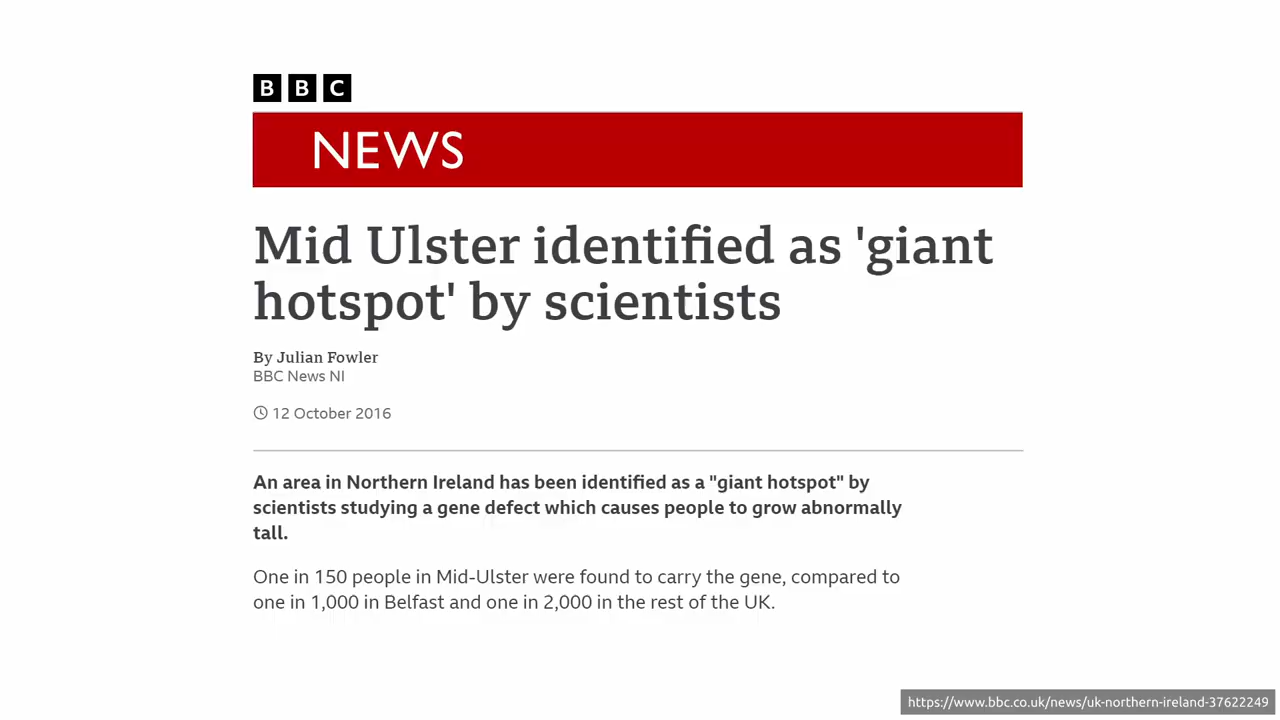 BBC
NEWS
Mid Ulster identified as 'giant
hotspot' by scientists
By Julian Fowler
BBC News NI
12 October 2016
An area in Northern Ireland has been identified as a "giant hotspot" by
scientists studying a gene defect which causes people to grow abnormally
tall.
One in 150 people in Mid-Ulster were found to carry the gene, compared to
one in 1,000 in Belfast and one in 2,000 in the rest of the UK.
https://www.bbc.co.uk/news/uk-northern-ireland-37622249